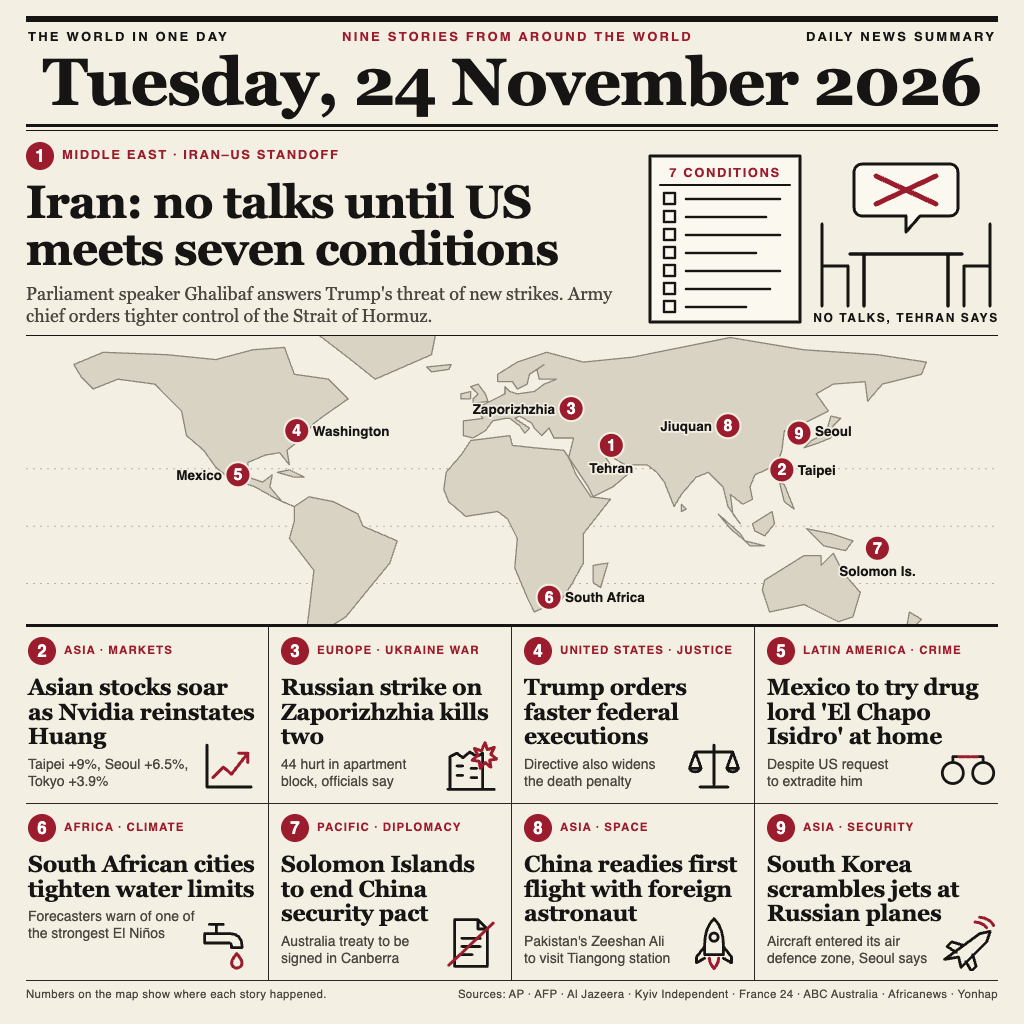 THE WORLD IN ONE DAY
NINE STORIES FROM AROUND THE WORLD
DAILY NEWS SUMMARY
Tuesday, 24 November 2026
1 MIDDLE EAST · IRAN–US STANDOFF
Iran: no talks until US
meets seven conditions
Parliament speaker Ghalibaf answers Trump's threat of new strikes. Army
chief orders tighter control of the Strait of Hormuz.
7 CONDITIONS
NO TALKS, TEHRAN SAYS
Zaporizhzhia 3
4 Washington
Jiuquan 8
9 Seoul
1
Tehran
Mexico 5
2 Taipei
7
Solomon Is.
6 South Africa
2 ASIA · MARKETS
Asian stocks soar
as Nvidia reinstates
Huang
Taipei +9%, Seoul +6.5%,
Tokyo +3.9%
3 EUROPE · UKRAINE WAR
Russian strike on
Zaporizhzhia kills
two
44 hurt in apartment
block, officials say
4 UNITED STATES · JUSTICE
Trump orders
faster federal
executions
Directive also widens
the death penalty
5 LATIN AMERICA · CRIME
Mexico to try drug
lord 'El Chapo
Isidro' at home
Despite US request
to extradite him
6 AFRICA · CLIMATE
South African cities
tighten water limits
Forecasters warn of one of
the strongest El Niños
7 PACIFIC · DIPLOMACY
Solomon Islands
to end China
security pact
Australia treaty to be
signed in Canberra
8 ASIA · SPACE
China readies first
flight with foreign
astronaut
Pakistan's Zeeshan Ali
to visit Tiangong station
9 ASIA · SECURITY
South Korea
scrambles jets at
Russian planes
Aircraft entered its air
defence zone, Seoul says
Numbers on the map show where each story happened.
Sources: AP · AFP · Al Jazeera · Kyiv Independent · France 24 · ABC Australia · Africanews · Yonhap